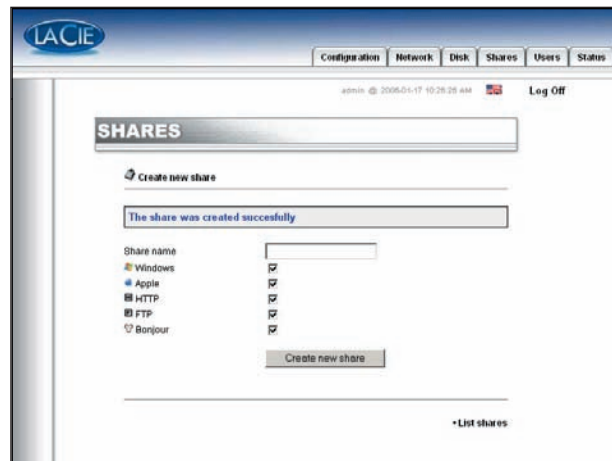 LACIE
Configuration Network Disk Shares Users Status
admin @ 2006-01-17 10:26:26 AM Log Off
SHARES
Create new share
The share was created succesfully
Share name
Windows
Apple
HTTP
FTP
Bonjour
Create new share
• List shares